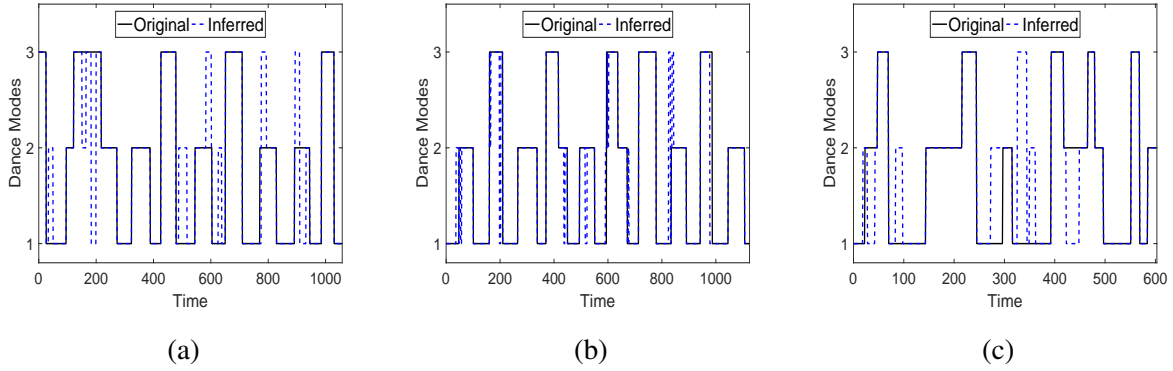 Original Inferred
3
2
1
Dance Modes
0 200 400 600 800 1000
Time
(a)
Original Inferred
3
2
1
Dance Modes
0 200 400 600 800 1000
Time
(b)
Original Inferred
3
2
1
Dance Modes
0 100 200 300 400 500 600
Time
(c)